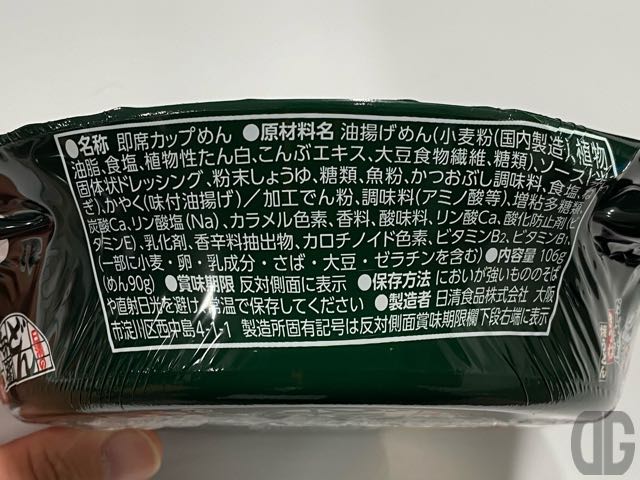 ●名称 即席カップめん ●原材料名 油揚げめん(小麦粉(国内製造)、植物
油脂、食塩、植物性たん白、こんぶエキス、大豆食物繊維、糖類)、ソース、
固体状ドレッシング、粉末しょうゆ、糖類、魚粉、かつおぶし調味料、食塩、
ぎ)、かやく(味付油揚げ)/加工でん粉、調味料(アミノ酸等)、増粘多糖類、
炭酸Ca、リン酸塩(Na)、カラメル色素、香料、酸味料、リン酸Ca、酸化防止剤(ビ
タミンE)、乳化剤、香辛料抽出物、カロチノイド色素、ビタミンB2、ビタミンB1、
(一部に小麦・卵・乳成分・さば・大豆・ゼラチンを含む) ●内容量 106g
(めん90g) ●賞味期限 反対側面に表示 ●保存方法 においが強いもののそ
ばや直射日光を避け、常温で保存してください ●製造者 日清食品株式会社 大阪
市淀川区西中島4-1-1 製造所固有記号は反対側面賞味期限欄下段右端に表示
どん
DG